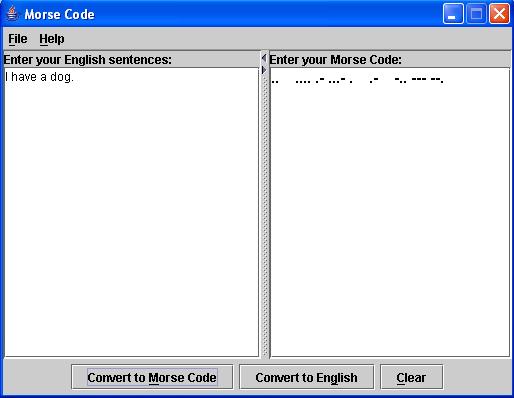 Morse Code
File Help
Enter your English sentences:
I have a dog.
Enter your Morse Code:
.. .... .- ...- . .- -.. --- --.
Convert to Morse Code Convert to English Clear